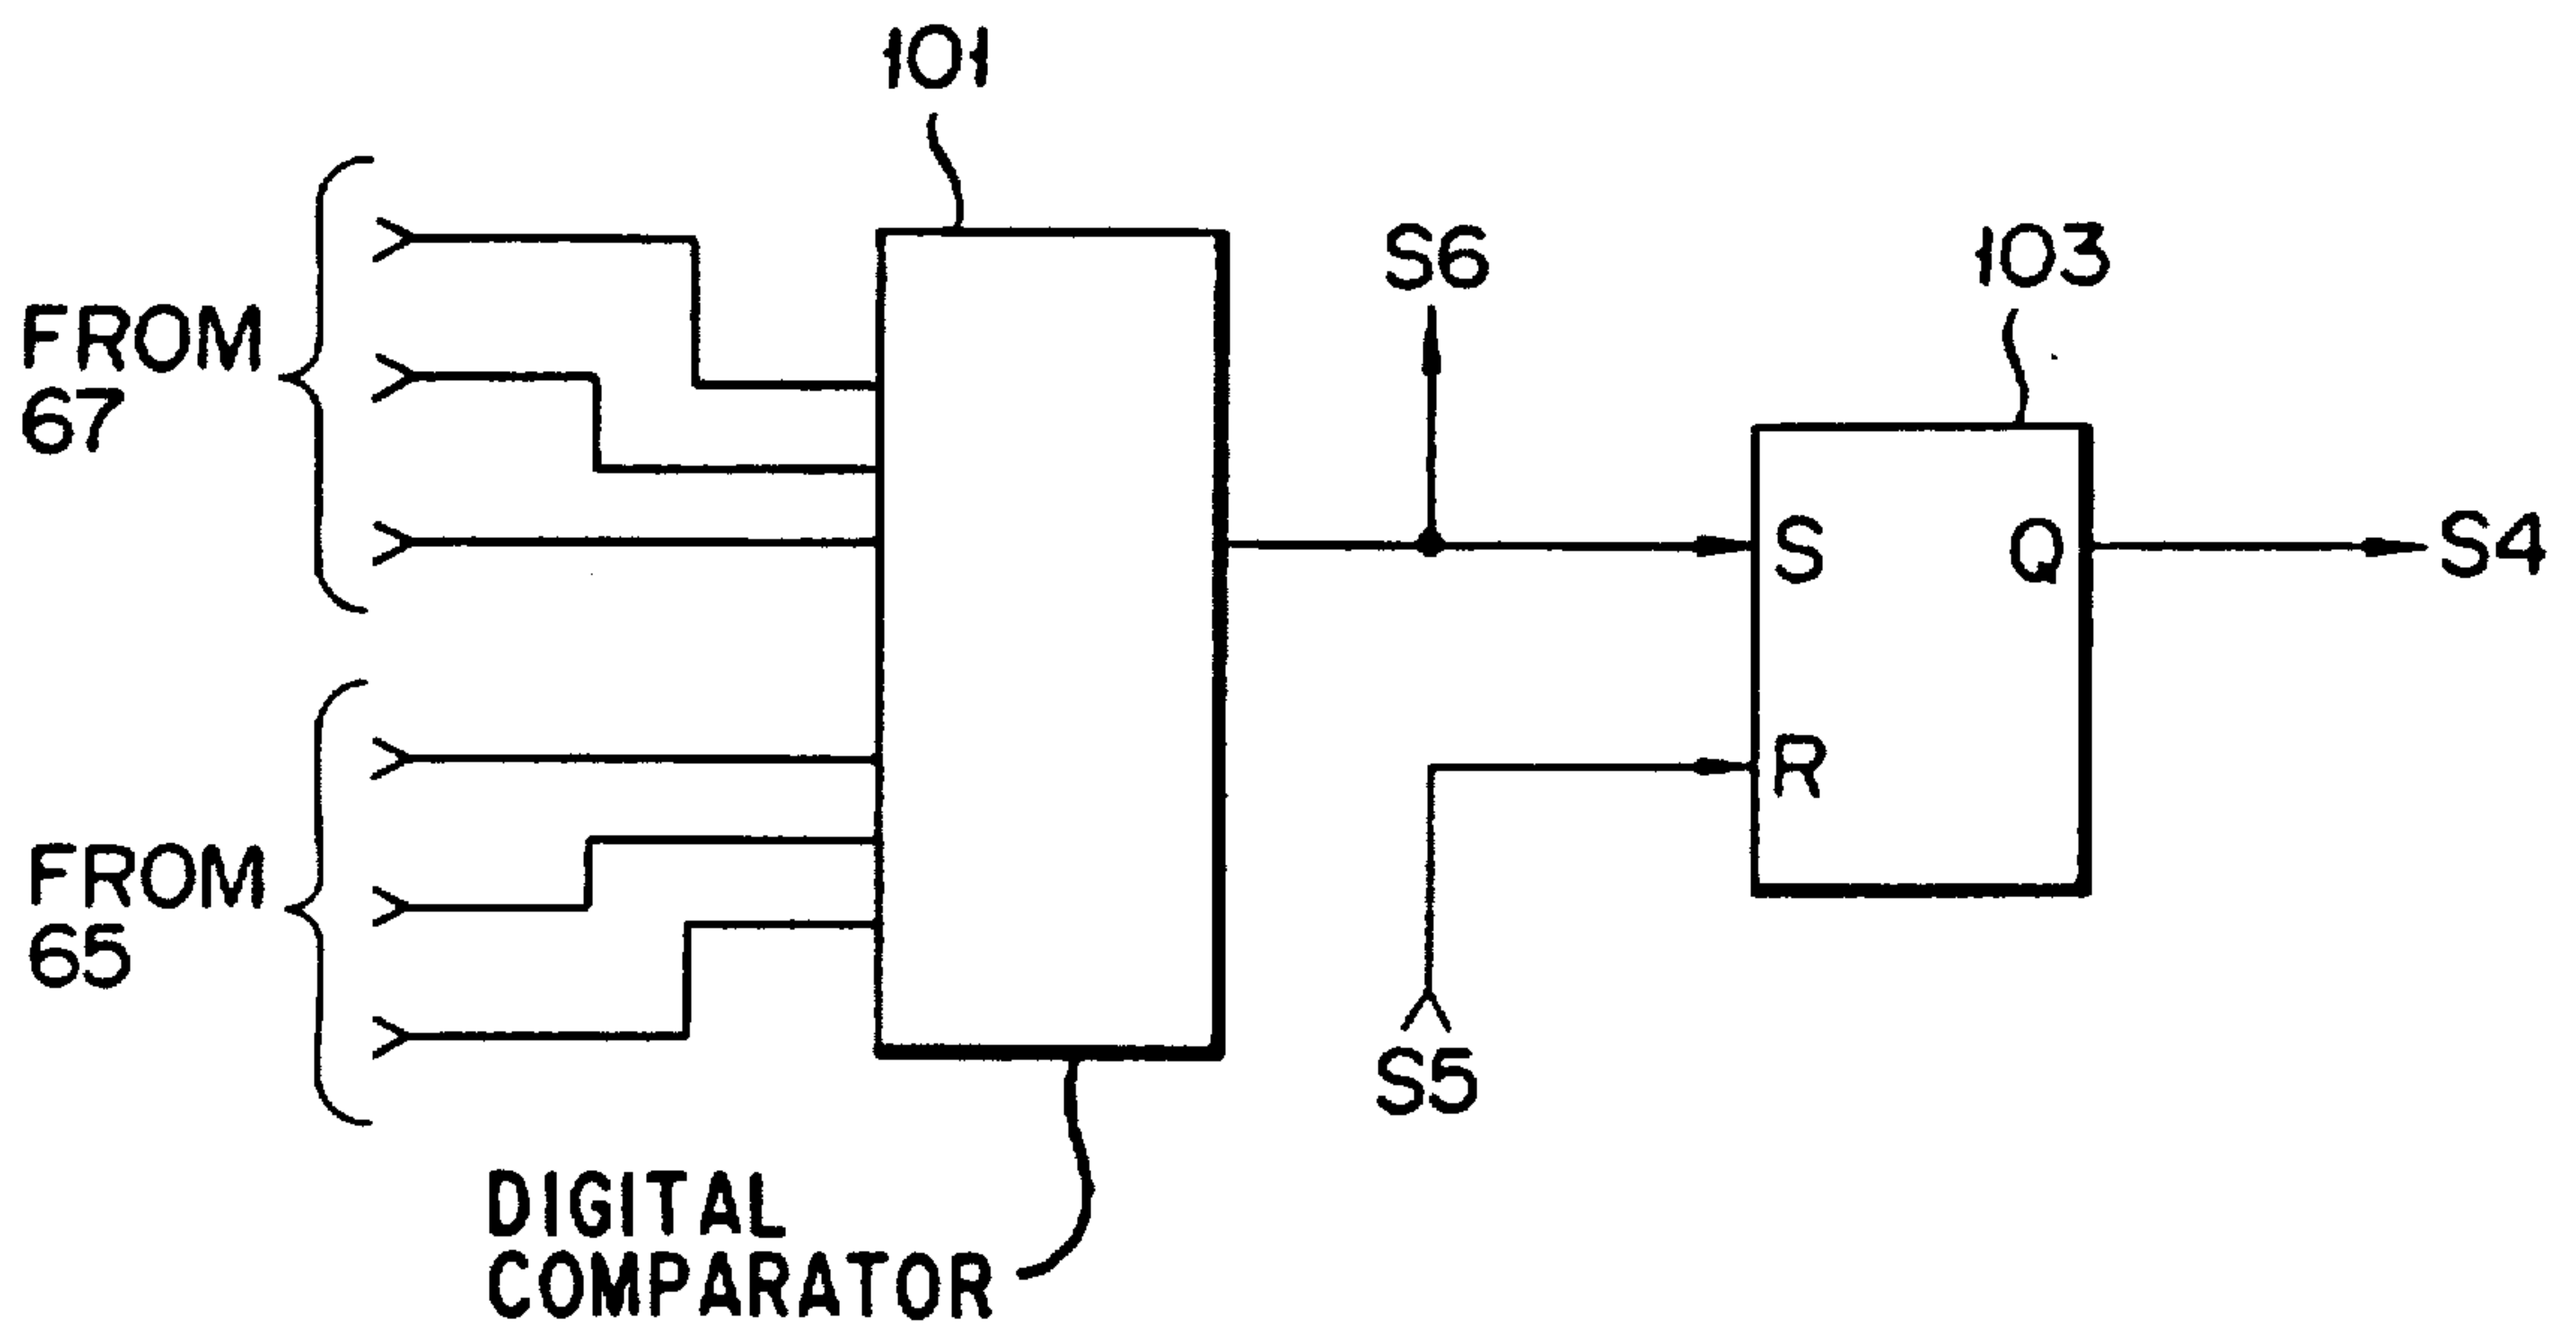 101
S6
103
FROM
67
S
Q
S4
R
FROM
65
S5
DIGITAL
COMPARATOR